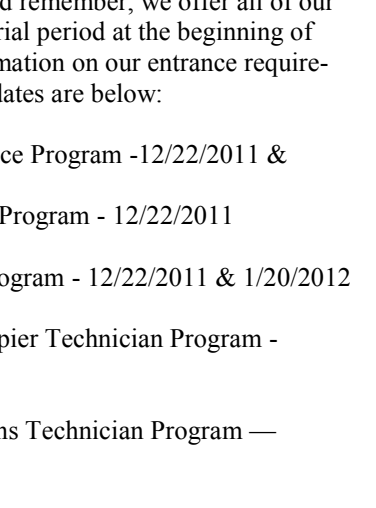 d remember, we offer all of our
rial period at the beginning of
mation on our entrance require-
lates are below:
ce Program -12/22/2011 &
Program - 12/22/2011
ogram - 12/22/2011 & 1/20/2012
pier Technician Program -
ns Technician Program —